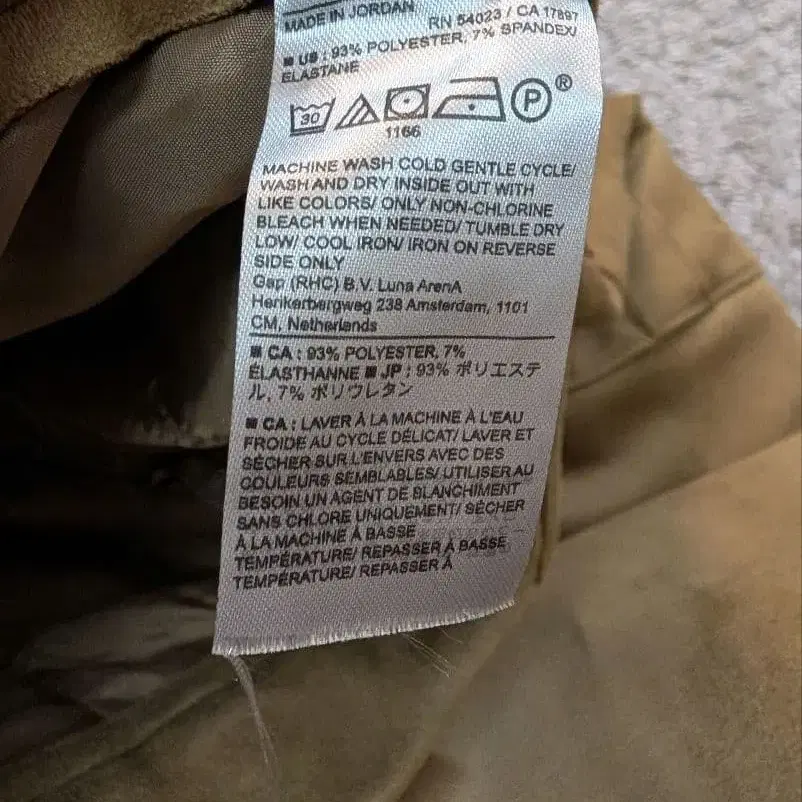 MADE IN JORDAN
RN 54023 / CA 17897
■ US : 93% POLYESTER, 7% SPANDEX/
ELASTANE
30 P ®
1166
MACHINE WASH COLD GENTLE CYCLE/
WASH AND DRY INSIDE OUT WITH
LIKE COLORS/ ONLY NON-CHLORINE
BLEACH WHEN NEEDED/ TUMBLE DRY
LOW/ COOL IRON/ IRON ON REVERSE
SIDE ONLY
Gap (RHC) B.V. Luna ArenA
Herikerbergweg 238 Amsterdam, 1101
CM, Netherlands
■ CA : 93% POLYESTER, 7%
ÉLASTHANNE ■ JP : 93% ポリエステ
ル, 7% ポリウレタン
■ CA : LAVER À LA MACHINE À L'EAU
FROIDE AU CYCLE DÉLICAT/ LAVER ET
SÉCHER SUR L'ENVERS AVEC DES
COULEURS SEMBLABLES/ UTILISER AU
BESOIN UN AGENT DE BLANCHIMENT
SANS CHLORE UNIQUEMENT/ SÉCHER
À LA MACHINE À BASSE
TEMPÉRATURE/ REPASSER À BASSE
TEMPÉRATURE/ REPASSER À